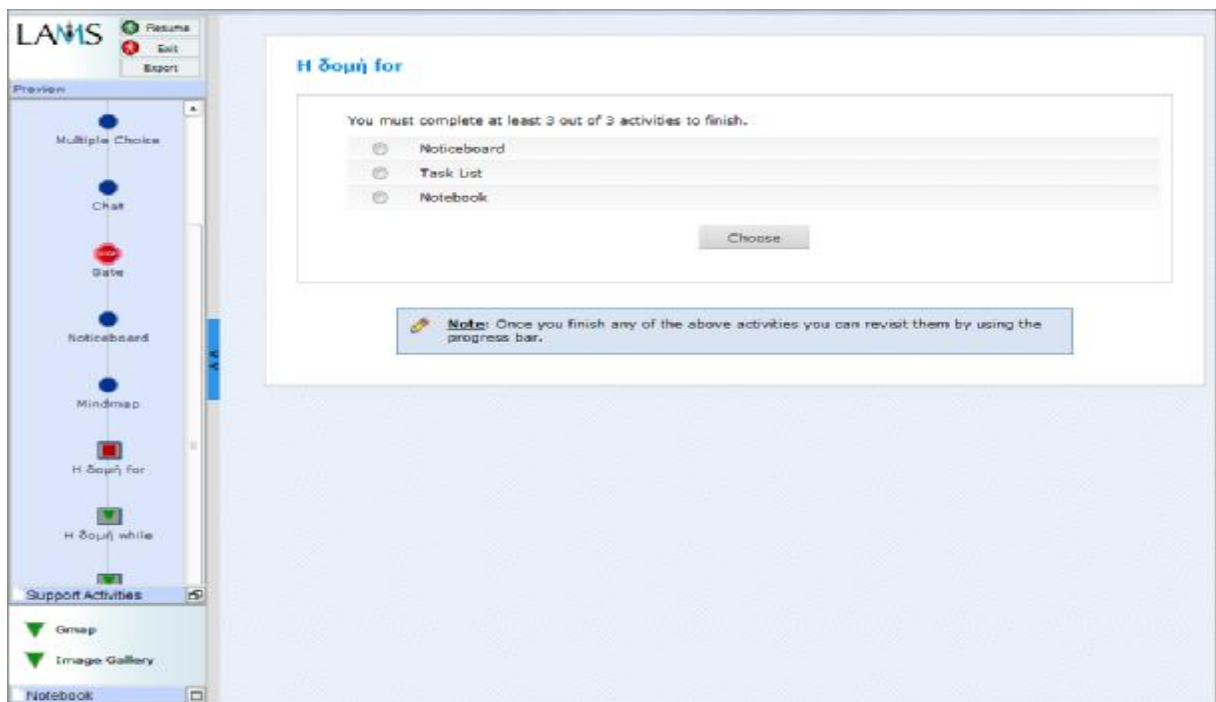 LAMS
Resume
Exit
Export
Preview
Multiple Choice
Chat
Gate
Noticeboard
Mindmap
Η δομή for
Η δομή while
Support Activities
Gmap
Image Gallery
Notebook
Η δομή for
You must complete at least 3 out of 3 activities to finish.
Noticeboard
Task List
Notebook
Choose
Note: Once you finish any of the above activities you can revisit them by using the
progress bar.